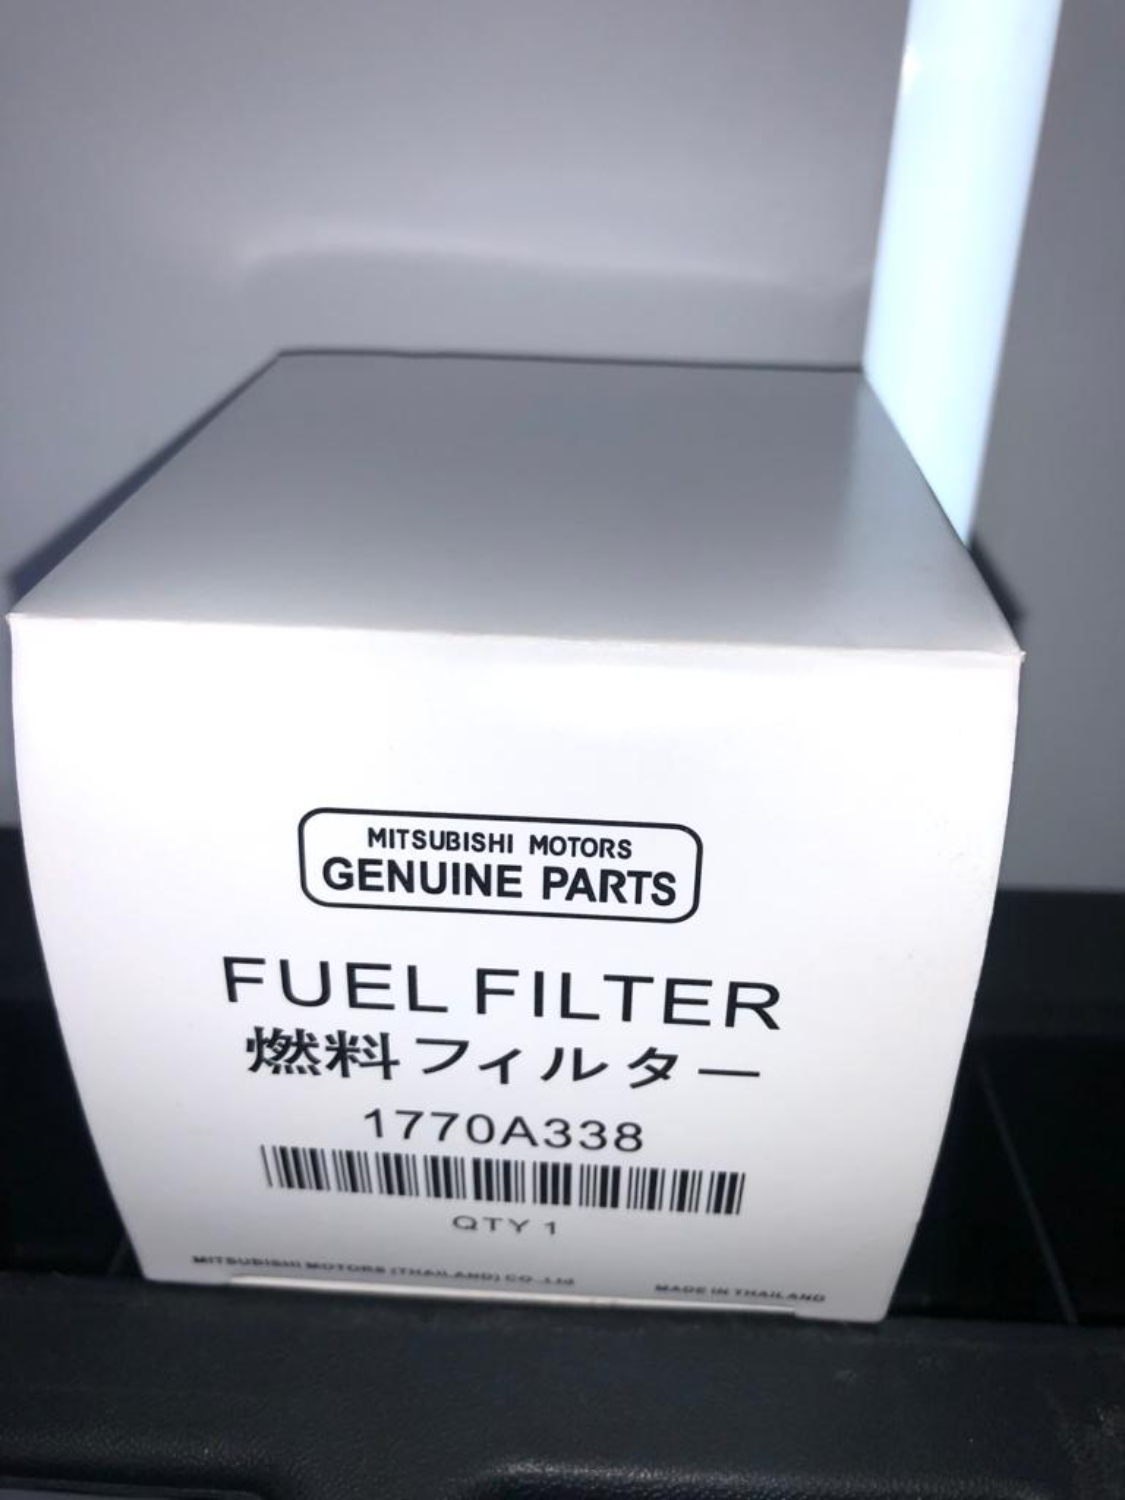 MITSUBISHI MOTORS
GENUINE PARTS
FUEL FILTER
燃料フィルター
1770A338
QTY 1
MITSUBISHI MOTORS (THAILAND) CO.,Ltd
MADE IN THAILAND